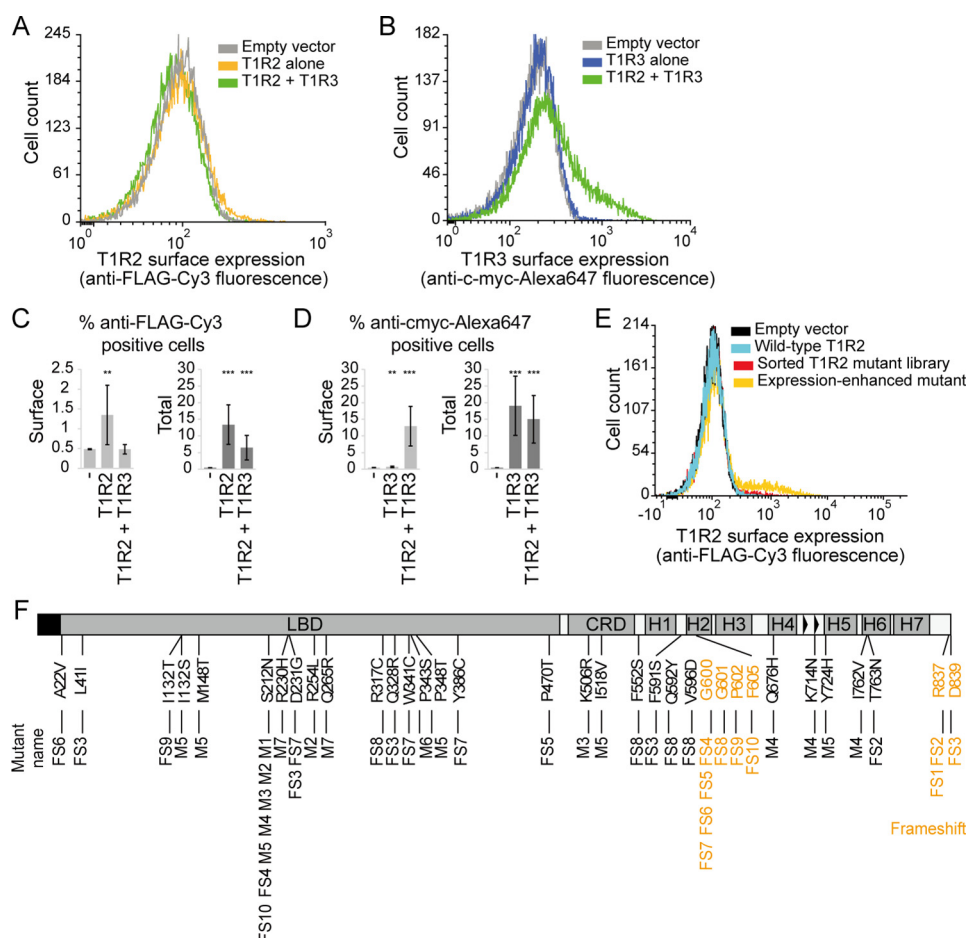 A
245
184
123
61
0
Cell count
Empty vector
T1R2 alone
T1R2 + T1R3
10^0
10^2
10^3
T1R2 surface expression
(anti-FLAG-Cy3 fluorescence)
B
182
137
91
46
0
Cell count
Empty vector
T1R3 alone
T1R2 + T1R3
10^0
10^2
10^3
10^4
T1R3 surface expression
(anti-c-myc-Alexa647 fluorescence)
C
% anti-FLAG-Cy3
positive cells
Surface
2.5
2
1.5
1
0.5
0
**
-
T1R2
T1R2 + T1R3
Total
30
25
20
15
10
5
0
*** ***
-
T1R2
T1R2 + T1R3
D
% anti-cmyc-Alexa647
positive cells
Surface
30
25
20
15
10
5
0
** ***
-
T1R3
T1R2 + T1R3
Total
30
25
20
15
10
5
0
*** ***
-
T1R3
T1R2 + T1R3
E
214
161
107
54
0
Cell count
Empty vector
Wild-type T1R2
Sorted T1R2 mutant library
Expression-enhanced mutant
-10^1
10^2
10^3
10^4
10^5
T1R2 surface expression
(anti-FLAG-Cy3 fluorescence)
F
LBD CRD H1 H2 H3 H4 H5 H6 H7
A22V
L41I
I132T
I132S
M148T
S212N
R230H
D231G
R254L
Q265R
R317C
Q328R
W341C
P343S
P348T
Y386C
P470T
K506R
I518V
F552S
F591S
Q592Y
V596D
G600
G601
P602
F605
Q676H
K714N
Y724H
I762V
T763N
R837
D839
Mutant
name
FS6
FS3
FS9
M5
M5
FS10 FS4 M5 M4 M3 M2 M1
M7
FS3 FS7
M2
M7
FS8
FS3
FS7
M6
M5
FS7
FS5
M3
M5
FS8
FS3
FS8
FS8
FS7 FS6 FS5 FS4
FS8
FS9
FS10
M4
M4
M5
M4
FS2
FS1 FS2
FS3
Frameshift